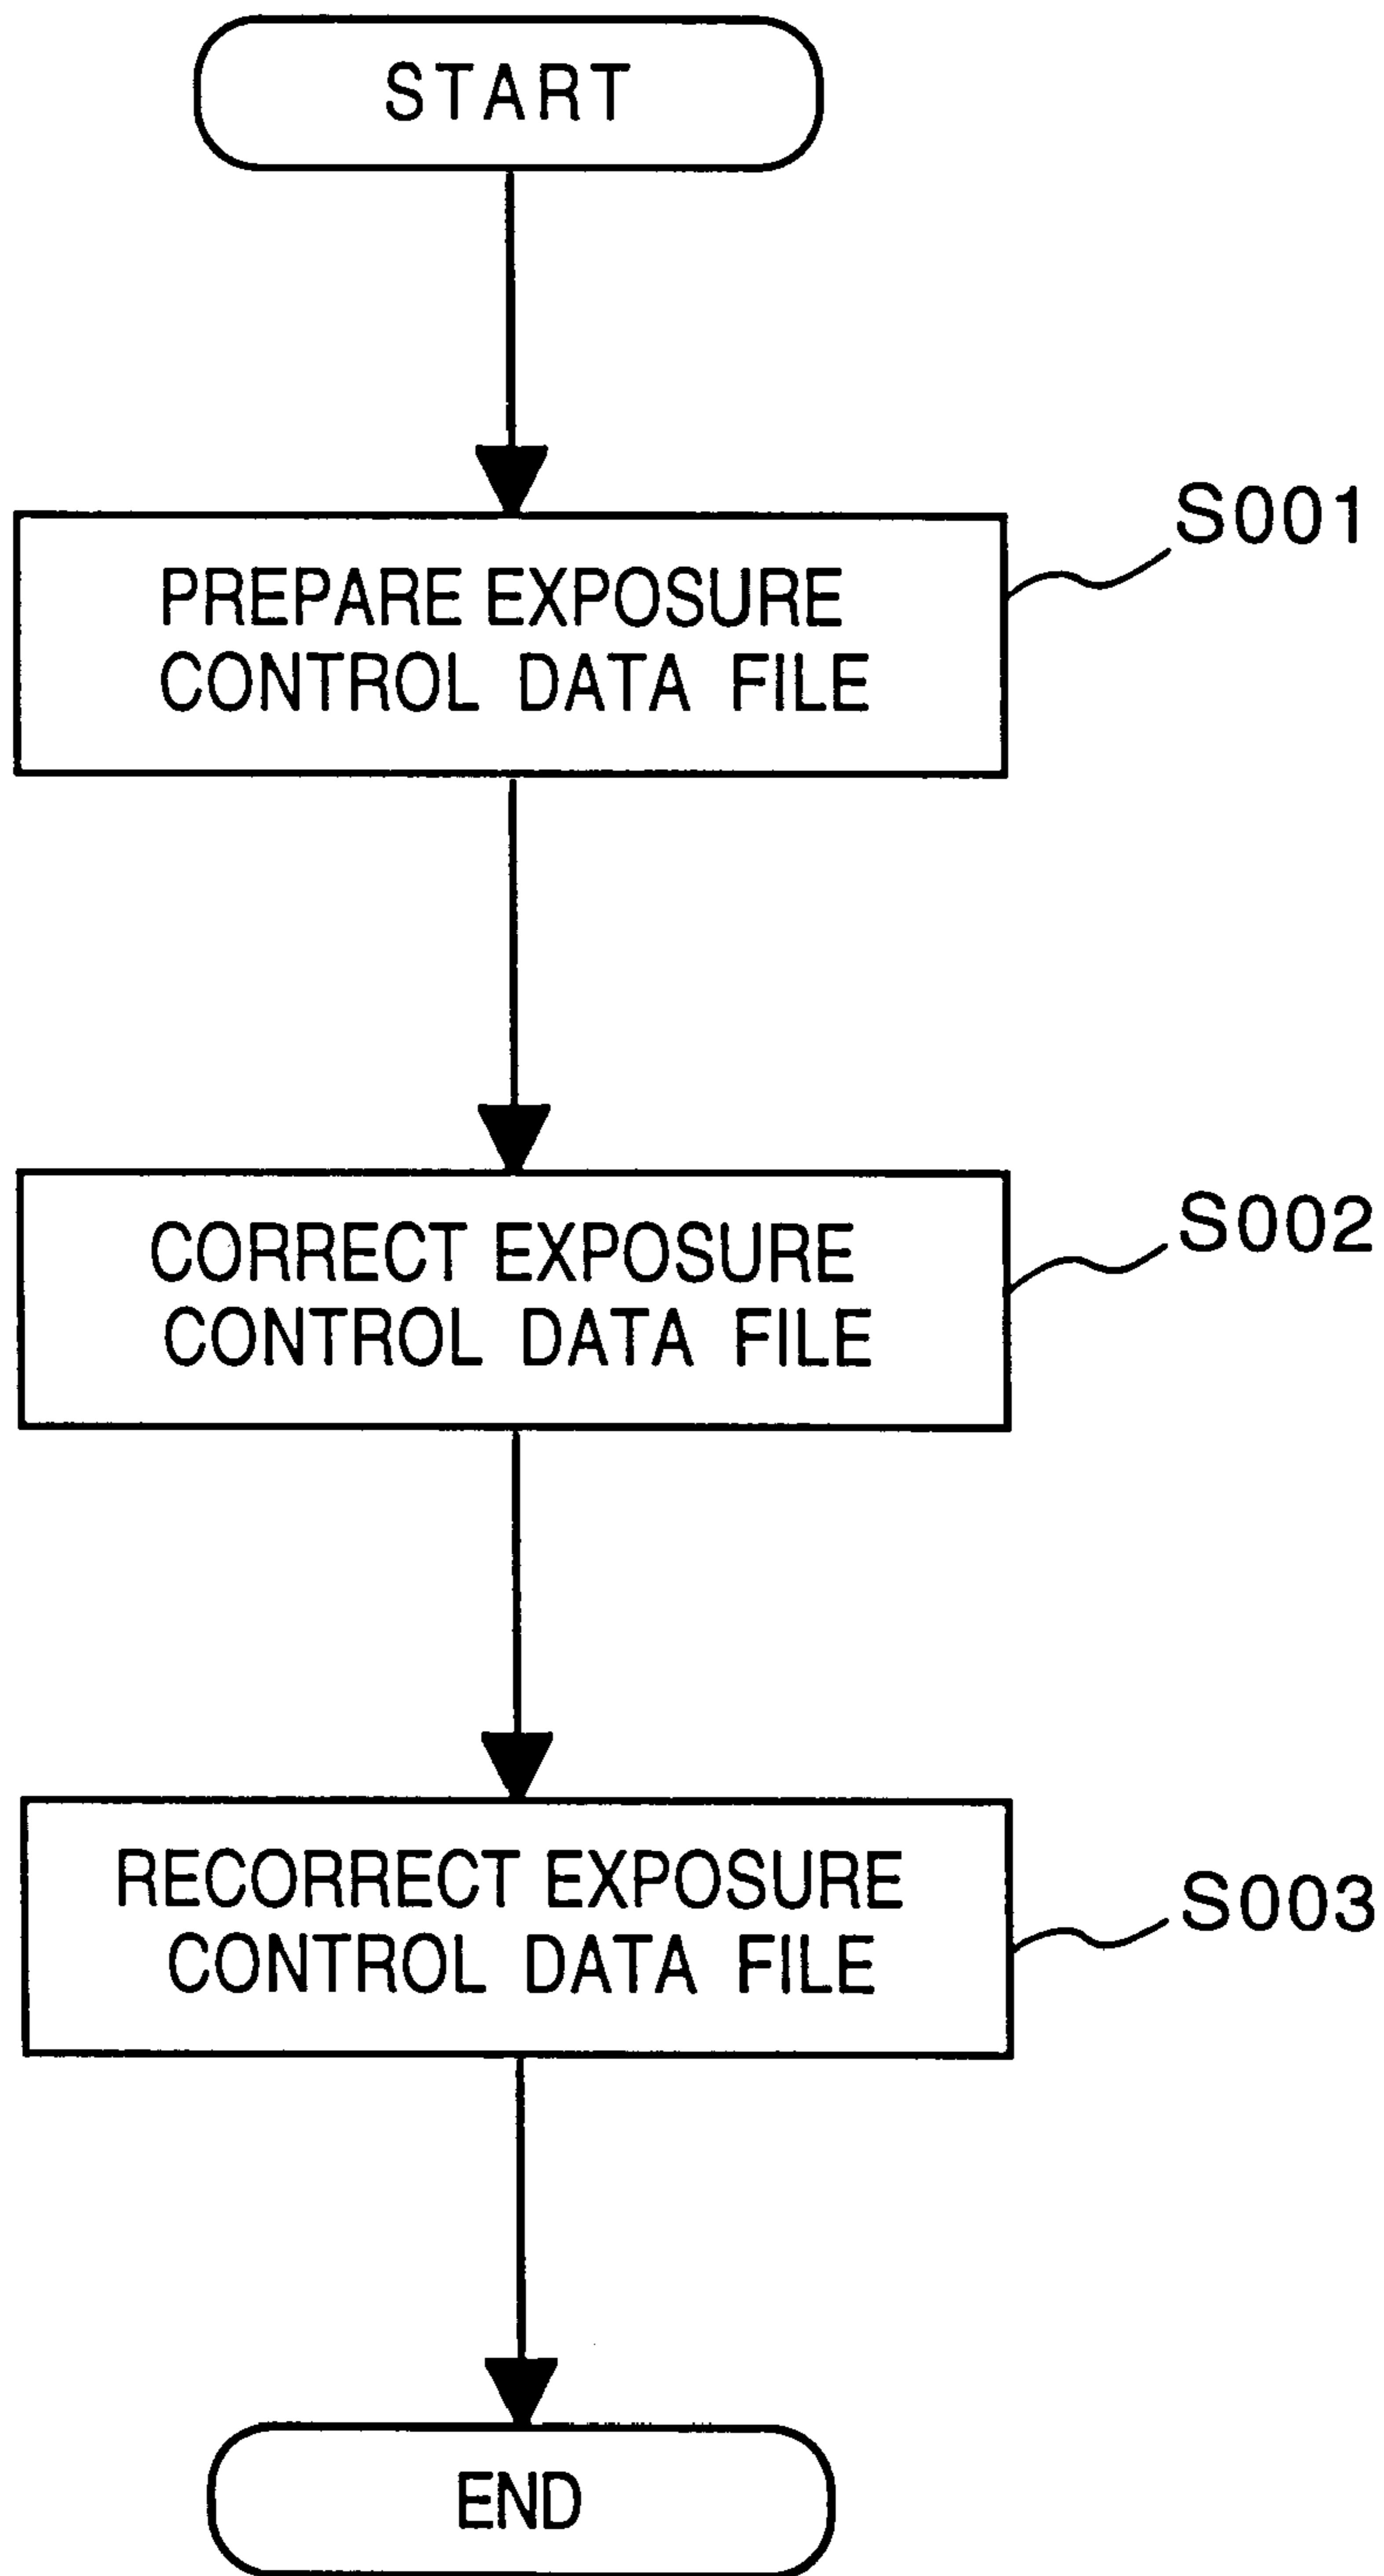 START
S001
PREPARE EXPOSURE
CONTROL DATA FILE
S002
CORRECT EXPOSURE
CONTROL DATA FILE
S003
RECORRECT EXPOSURE
CONTROL DATA FILE
END